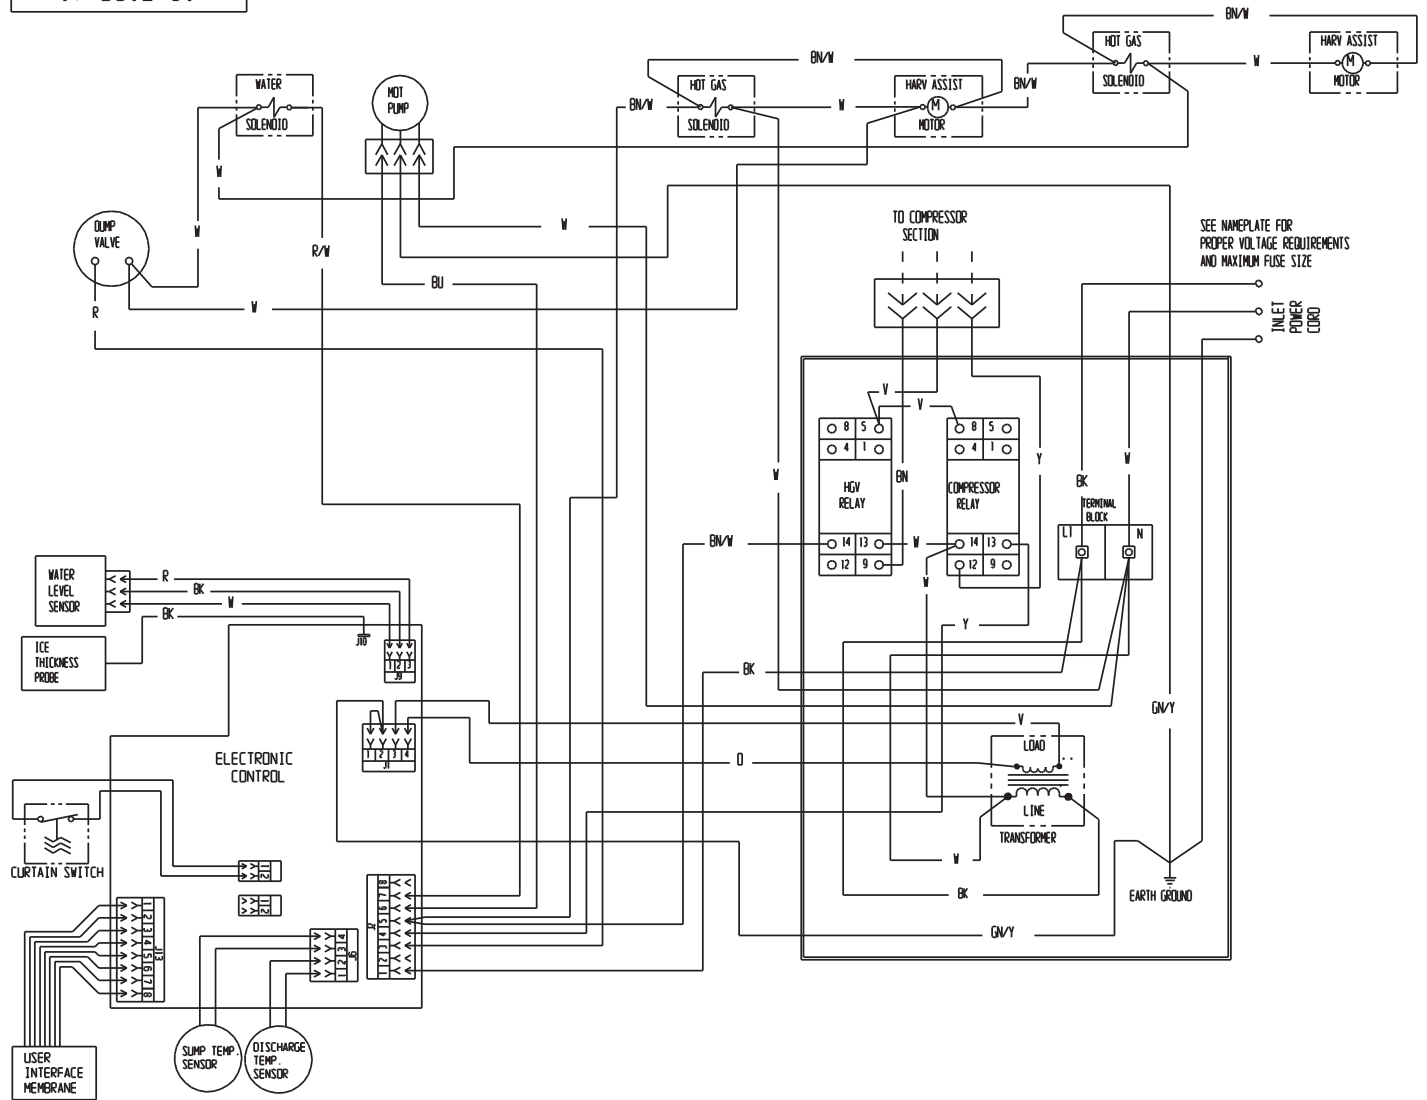 BN/W
HOT GAS
SOLENOID
W
HARV ASSIST
M
MOTOR
WATER
SOLENOID
MOT
PUMP
BN/W
BN/W
HOT GAS
SOLENOID
W
HARV ASSIST
M
MOTOR
BN/W
W
DUMP
VALVE
W
R/W
W
BU
R
W
TO COMPRESSOR
SECTION
SEE NAMEPLATE FOR
PROPER VOLTAGE REQUIREMENTS
AND MAXIMUM FUSE SIZE
INLET
POWER
CORD
V
V
8 5
4 1
HGV
RELAY
14 13
12 9
BN
8 5
4 1
COMPRESSOR
RELAY
14 13
12 9
Y
W
BK
W
TERMINAL
BLOCK
L1
N
BN/W
W
W
Y
BK
GN/Y
WATER
LEVEL
SENSOR
R
BK
W
BK
J10
ICE
THICKNESS
PROBE
1 2 3
J9
ELECTRONIC
CONTROL
1 2 3 4
J1
V
O
LOAD
LINE
TRANSFORMER
W
BK
GN/Y
EARTH GROUND
CURTAIN SWITCH
1
2
1
2
1
2
3
4
5
6
7
8
J13
4
3
2
1
J6
8
7
6
5
4
3
2
1
J2
USER
INTERFACE
MEMBRANE
SUMP TEMP.
SENSOR
DISCHARGE
TEMP.
SENSOR